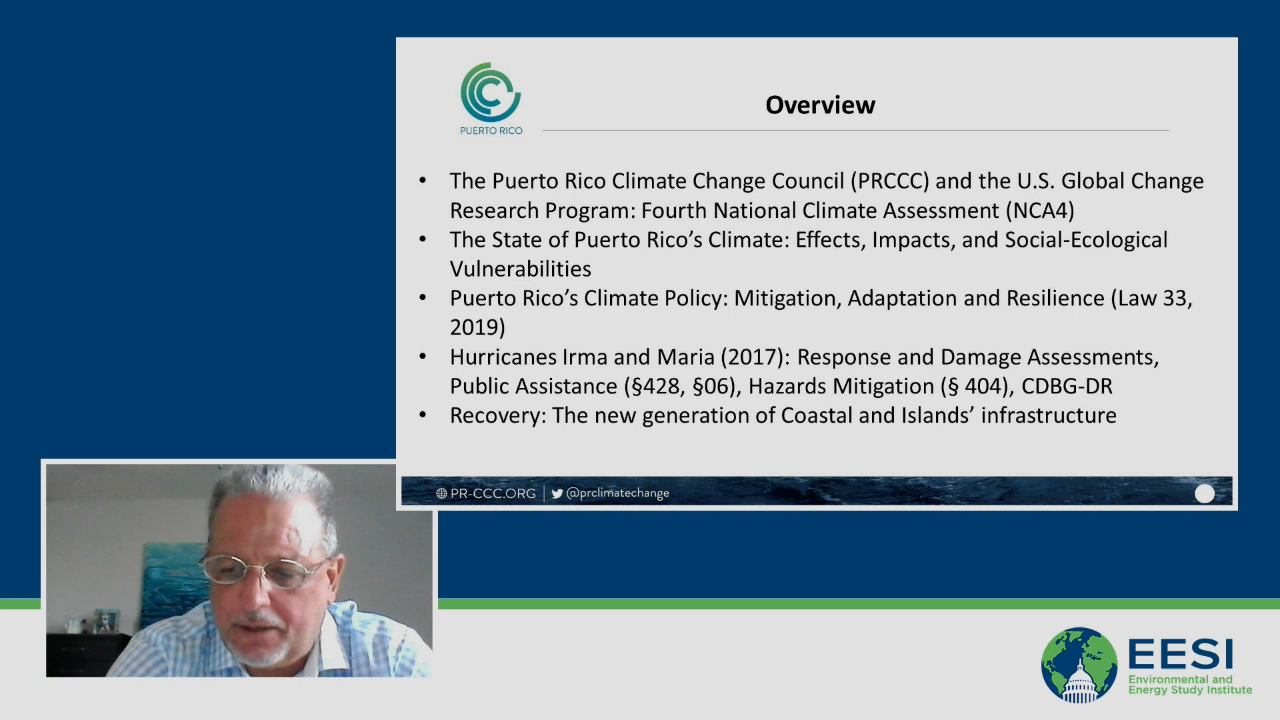 PUERTO RICO
Overview
• The Puerto Rico Climate Change Council (PRCCC) and the U.S. Global Change
Research Program: Fourth National Climate Assessment (NCA4)
• The State of Puerto Rico’s Climate: Effects, Impacts, and Social-Ecological
Vulnerabilities
• Puerto Rico’s Climate Policy: Mitigation, Adaptation and Resilience (Law 33,
2019)
• Hurricanes Irma and Maria (2017): Response and Damage Assessments,
Public Assistance (§428, §06), Hazards Mitigation (§ 404), CDBG-DR
• Recovery: The new generation of Coastal and Islands’ infrastructure
PR-CCC.ORG | @prclimatechange
EESI
Environmental and
Energy Study Institute